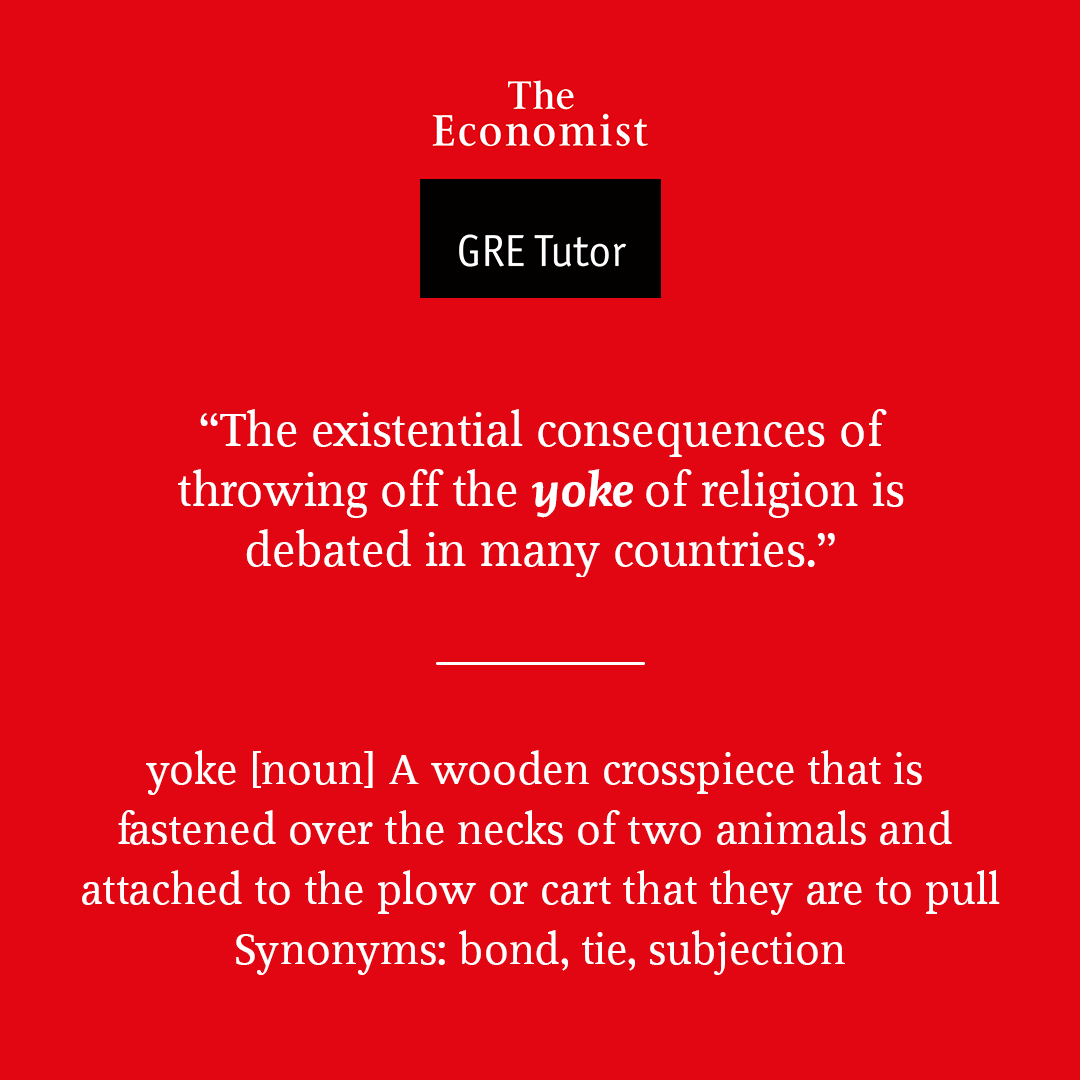 The
Economist
GRE Tutor
“The existential consequences of
throwing off the yoke of religion is
debated in many countries.”
yoke [noun] A wooden crosspiece that is
fastened over the necks of two animals and
attached to the plow or cart that they are to pull
Synonyms: bond, tie, subjection